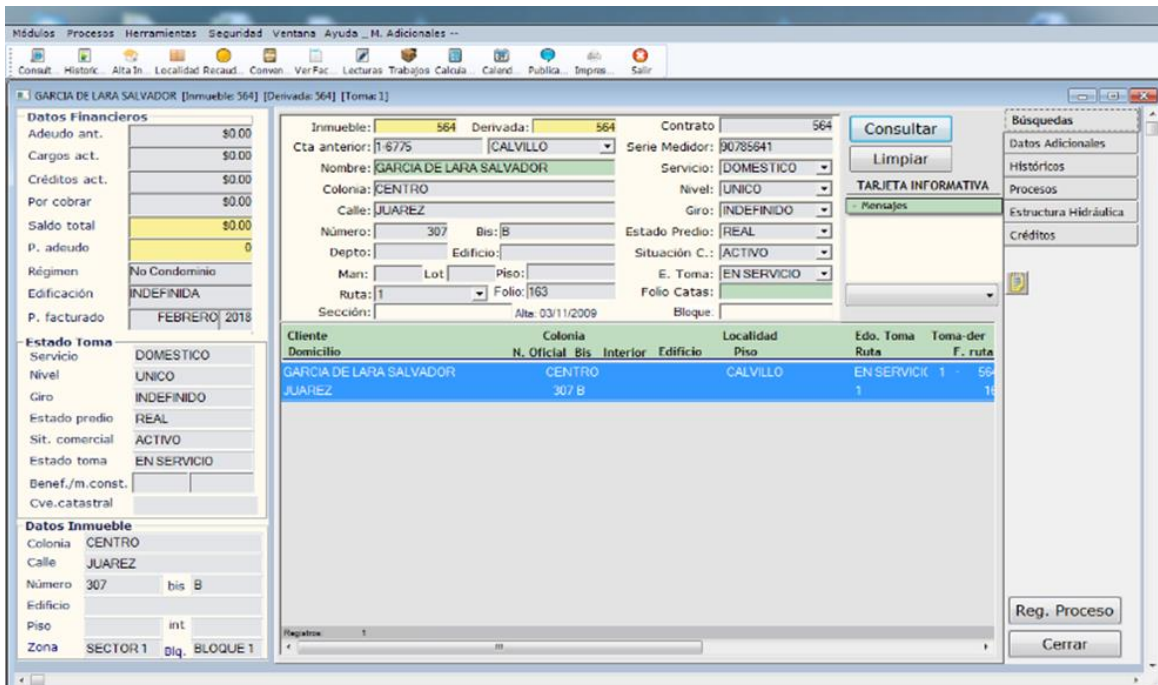 Módulos Procesos Herramientas Seguridad Ventana Ayuda _ M. Adicionales --
Consult... Historic... Alta In... Localidad Recaud... Conven... Ver Fac... Lecturas Trabajos Calcula... Calend... Publica... Impres... Salir
GARCIA DE LARA SALVADOR [Inmueble: 564] [Derivada: 564] [Toma: 1]
Datos Financieros
Adeudo ant. $0.00
Cargos act. $0.00
Créditos act. $0.00
Por cobrar $0.00
Saldo total $0.00
P. adeudo 0
Régimen No Condominio
Edificación INDEFINIDA
P. facturado FEBRERO 2018
Estado Toma
Servicio DOMESTICO
Nivel UNICO
Giro INDEFINIDO
Estado predio REAL
Sit. comercial ACTIVO
Estado toma EN SERVICIO
Benef./m.const.
Cve.catastral
Datos Inmueble
Colonia CENTRO
Calle JUAREZ
Número 307 bis B
Edificio
Piso int
Zona SECTOR 1 Blq. BLOQUE 1
Inmueble: 564 Derivada: 564 Contrato 564
Cta anterior: 1-6775 CALVILLO Serie Medidor: 90785641
Nombre: GARCIA DE LARA SALVADOR Servicio: DOMESTICO
Colonia: CENTRO Nivel: UNICO
Calle: JUAREZ Giro: INDEFINIDO
Número: 307 Bis: B Estado Predio: REAL
Depto: Edificio: Situación C.: ACTIVO
Man: Lot Piso: E. Toma: EN SERVICIO
Ruta: 1 Folio: 163 Folio Catas:
Sección: Alta: 03/11/2009 Bloque:
Cliente Colonia Localidad Edo. Toma Toma-der
Domicilio N. Oficial Bis Interior Edificio Piso Ruta F. ruta
GARCIA DE LARA SALVADOR CENTRO CALVILLO EN SERVICI 1 - 564
JUAREZ 307 B 1 16
Registros: 1
Consultar
Limpiar
TARJETA INFORMATIVA
- Mensajes
Búsquedas
Datos Adicionales
Históricos
Procesos
Estructura Hidráulica
Créditos
Reg. Proceso
Cerrar